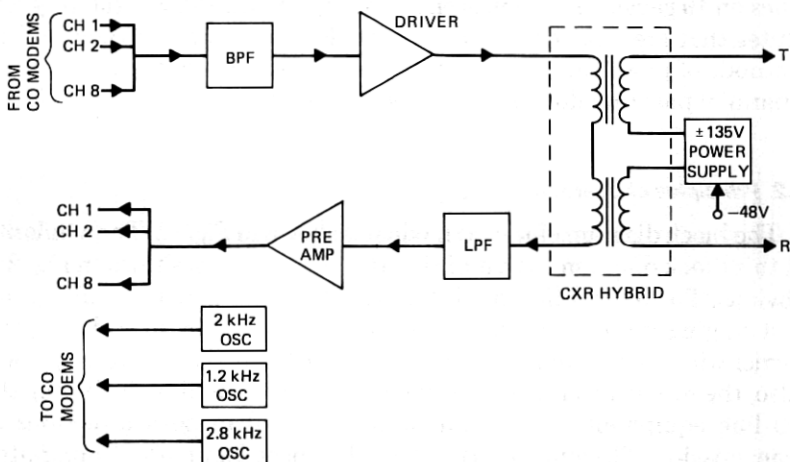 FROM
CO MODEMS
CH 1
CH 2
CH 8
BPF
DRIVER
T
± 135V
POWER
SUPPLY
−48V
R
CXR HYBRID
LPF
PRE
AMP
CH 1
CH 2
CH 8
TO CO
MODEMS
2 kHz
OSC
1.2 kHz
OSC
2.8 kHz
OSC